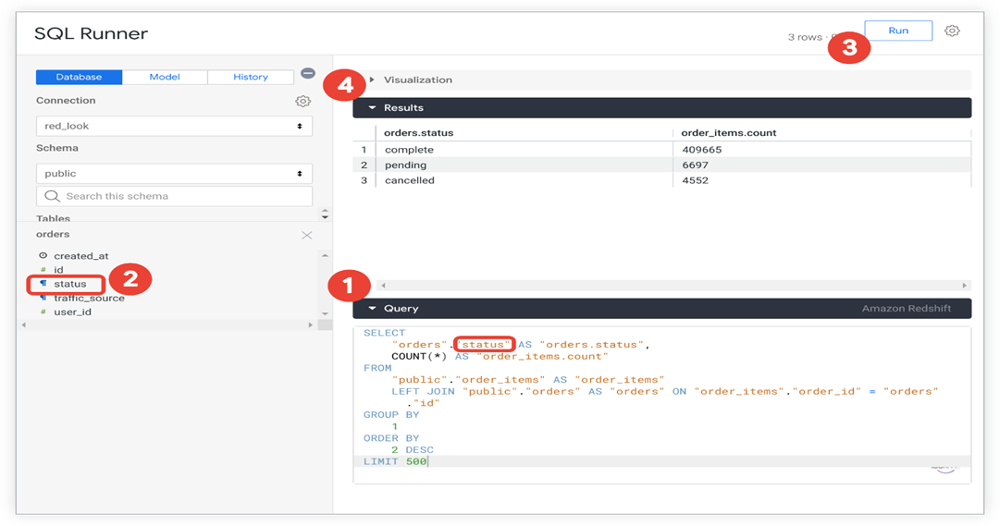 SQL Runner
3 rows ·
Run
3
Database Model History
4
Visualization
Connection
Results
red_look
orders.status order_items.count
Schema
1 complete 409665
2 pending 6697
3 cancelled 4552
public
Search this schema
Tables
orders
created_at
# id
status
2
traffic_source
# user_id
1
Query Amazon Redshift
SELECT
"orders"."status" AS "orders.status",
COUNT(*) AS "order_items.count"
FROM
"public"."order_items" AS "order_items"
LEFT JOIN "public"."orders" AS "orders" ON "order_items"."order_id" = "orders"
."id"
GROUP BY
1
ORDER BY
2 DESC
LIMIT 500